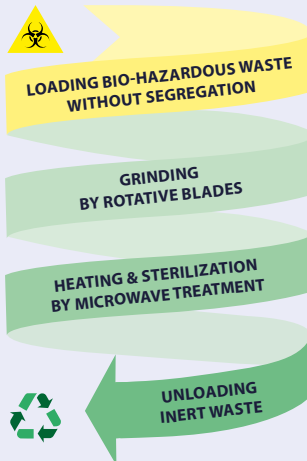 LOADING BIO-HAZARDOUS WASTE
WITHOUT SEGREGATION
GRINDING
BY ROTATIVE BLADES
HEATING & STERILIZATION
BY MICROWAVE TREATMENT
UNLOADING
INERT WASTE